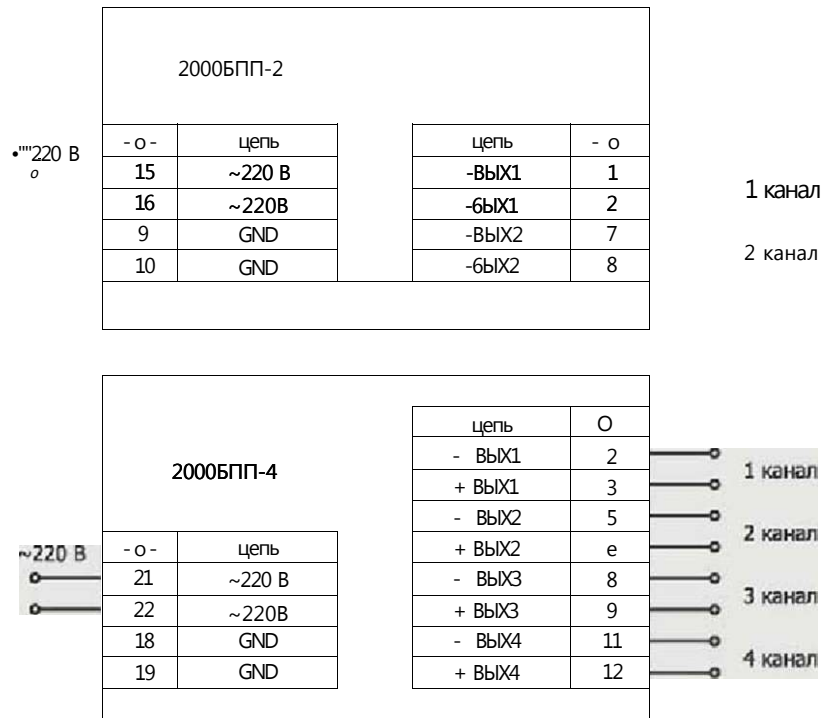 2000БПП-2
•""220 В
о
-о- цепь
15 ~220 В
16 ~220В
9 GND
10 GND
цепь - о
-ВЫХ1 1
-6ЫХ1 2
-ВЫХ2 7
-6ЫХ2 8
1 канал
2 канал
2000БПП-4
~220 В
-о- цепь
21 ~220 В
22 ~220В
18 GND
19 GND
цепь О
- ВЫХ1 2
+ ВЫХ1 3
- ВЫХ2 5
+ ВЫХ2 е
- ВЫХ3 8
+ ВЫХ3 9
- ВЫХ4 11
+ ВЫХ4 12
1 канал
2 канал
3 канал
4 канал